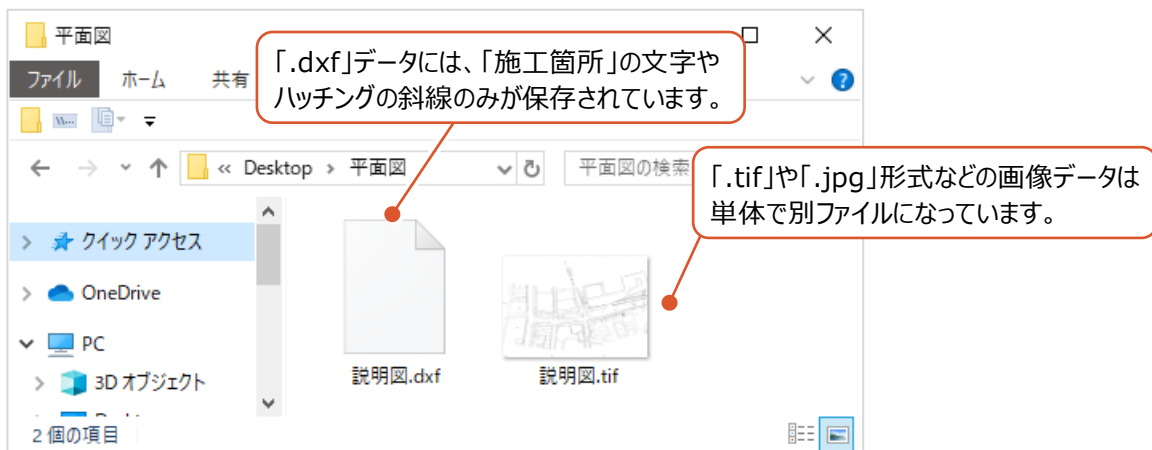 平面図
「.dxf」データには、「施工箇所」の文字や
ハッチングの斜線のみが保存されています。
ファイル ホーム 共有
« Desktop › 平面図
平面図の検索
「.tif」や「.jpg」形式などの画像データは
単体で別ファイルになっています。
クイック アクセス
OneDrive
PC
3D オブジェクト
説明図.dxf
説明図.tif
2 個の項目